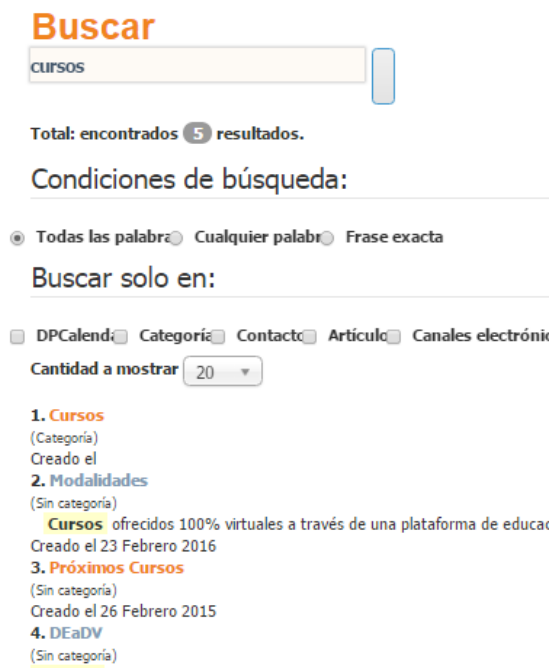 Buscar
cursos
Total: encontrados 5 resultados.
Condiciones de búsqueda:
Todas las palabra Cualquier palabr Frase exacta
Buscar solo en:
DPCalenda Categoría Contacto Artículo Canales electrónic
Cantidad a mostrar 20
1. Cursos
(Categoría)
Creado el
2. Modalidades
(Sin categoría)
Cursos ofrecidos 100% virtuales a través de una plataforma de educac
Creado el 23 Febrero 2016
3. Próximos Cursos
(Sin categoría)
Creado el 26 Febrero 2015
4. DEaDV
(Sin categoría)